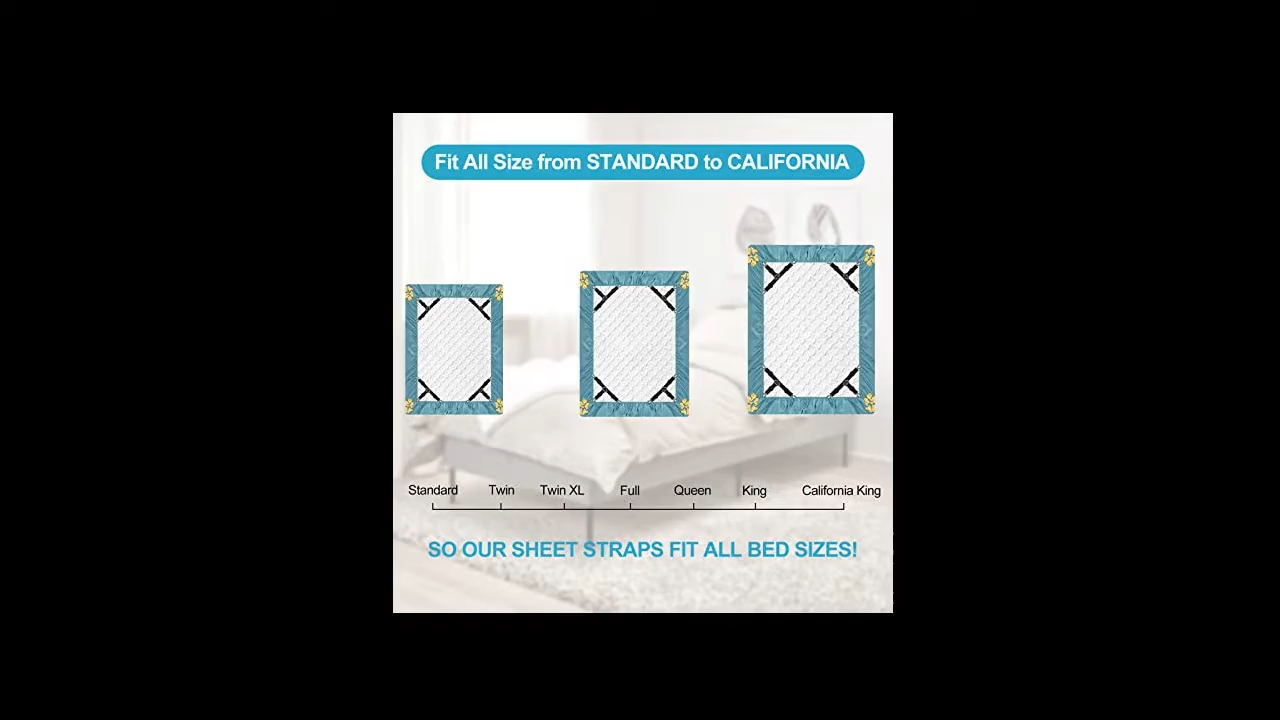 Fit All Size from STANDARD to CALIFORNIA
Standard Twin Twin XL Full Queen King California King
SO OUR SHEET STRAPS FIT ALL BED SIZES!